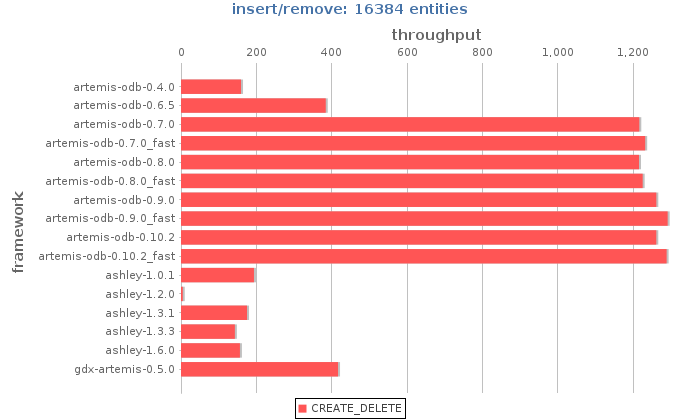 insert/remove: 16384 entities
throughput
0 200 400 600 800 1,000 1,200
framework
artemis-odb-0.4.0
artemis-odb-0.6.5
artemis-odb-0.7.0
artemis-odb-0.7.0_fast
artemis-odb-0.8.0
artemis-odb-0.8.0_fast
artemis-odb-0.9.0
artemis-odb-0.9.0_fast
artemis-odb-0.10.2
artemis-odb-0.10.2_fast
ashley-1.0.1
ashley-1.2.0
ashley-1.3.1
ashley-1.3.3
ashley-1.6.0
gdx-artemis-0.5.0
CREATE_DELETE